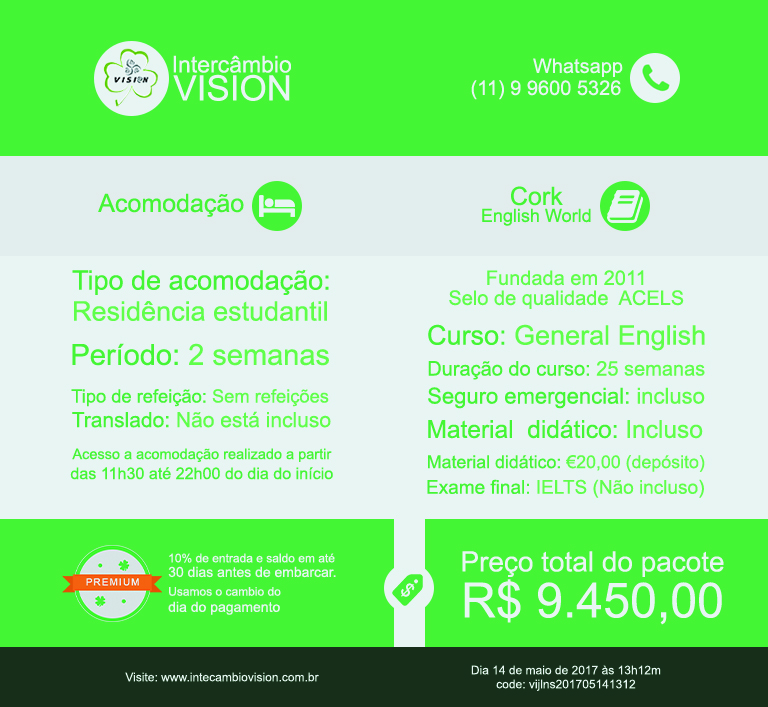 VISION
Intercâmbio
VISION
Whatsapp
(11) 9 9600 5326
Acomodação
Cork
English World
Tipo de acomodação:
Residência estudantil
Período: 2 semanas
Tipo de refeição: Sem refeições
Translado: Não está incluso
Acesso a acomodação realizado a partir
das 11h30 até 22h00 do dia do início
Fundada em 2011
Selo de qualidade ACELS
Curso: General English
Duração do curso: 25 semanas
Seguro emergencial: incluso
Material didático: Incluso
Material didático: €20,00 (depósito)
Exame final: IELTS (Não incluso)
PREMIUM
10% de entrada e saldo em até
30 dias antes de embarcar.
Usamos o cambio do
dia do pagamento
$
Preço total do pacote
R$ 9.450,00
Visite: www.intecambiovision.com.br
Dia 14 de maio de 2017 às 13h12m
code: vijlns201705141312